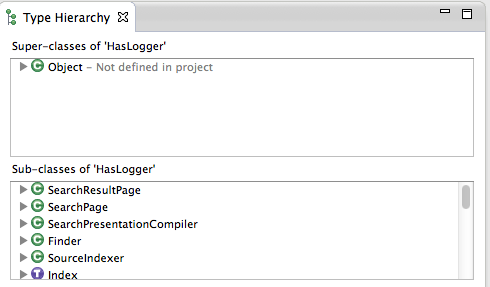 Type Hierarchy
Super-classes of 'HasLogger'
C Object – Not defined in project
Sub-classes of 'HasLogger'
C SearchResultPage
C SearchPage
C SearchPresentationCompiler
C Finder
C SourceIndexer
T Index